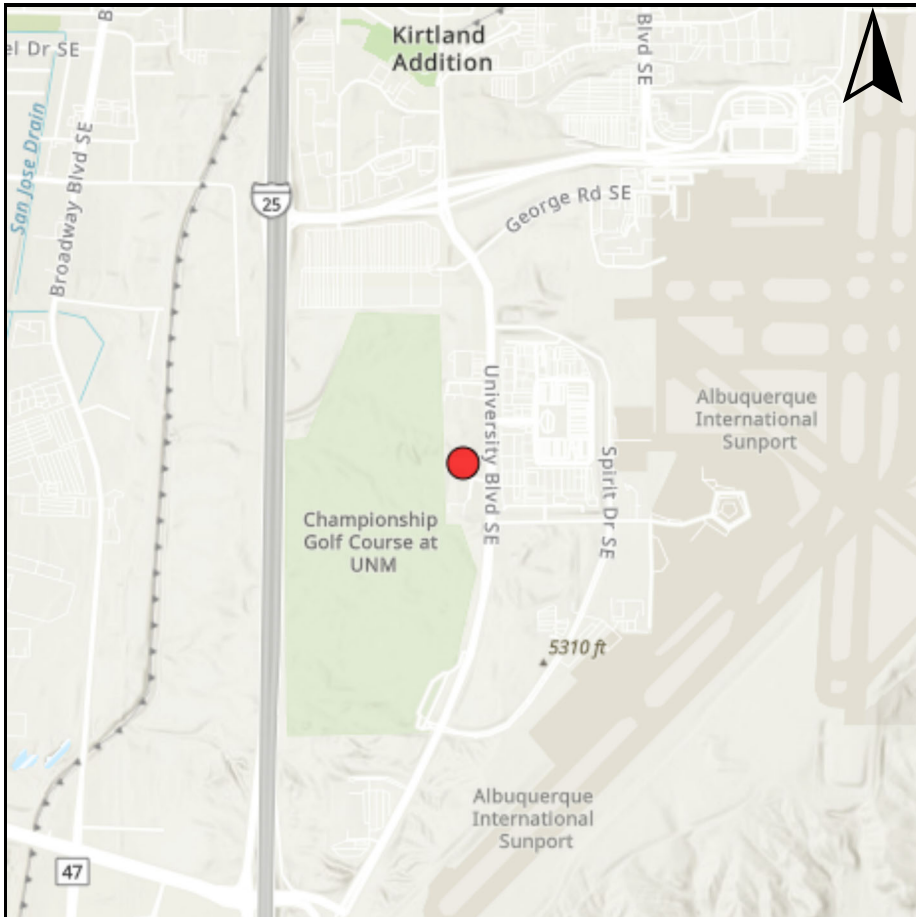 B
Kirtland
Addition
Blvd SE
el Dr SE
San Jose Drain
Broadway Blvd SE
25
George Rd SE
University Blvd SE
Albuquerque
International
Sunport
Spirit Dr SE
Championship
Golf Course at
UNM
5310 ft
Albuquerque
International
Sunport
47